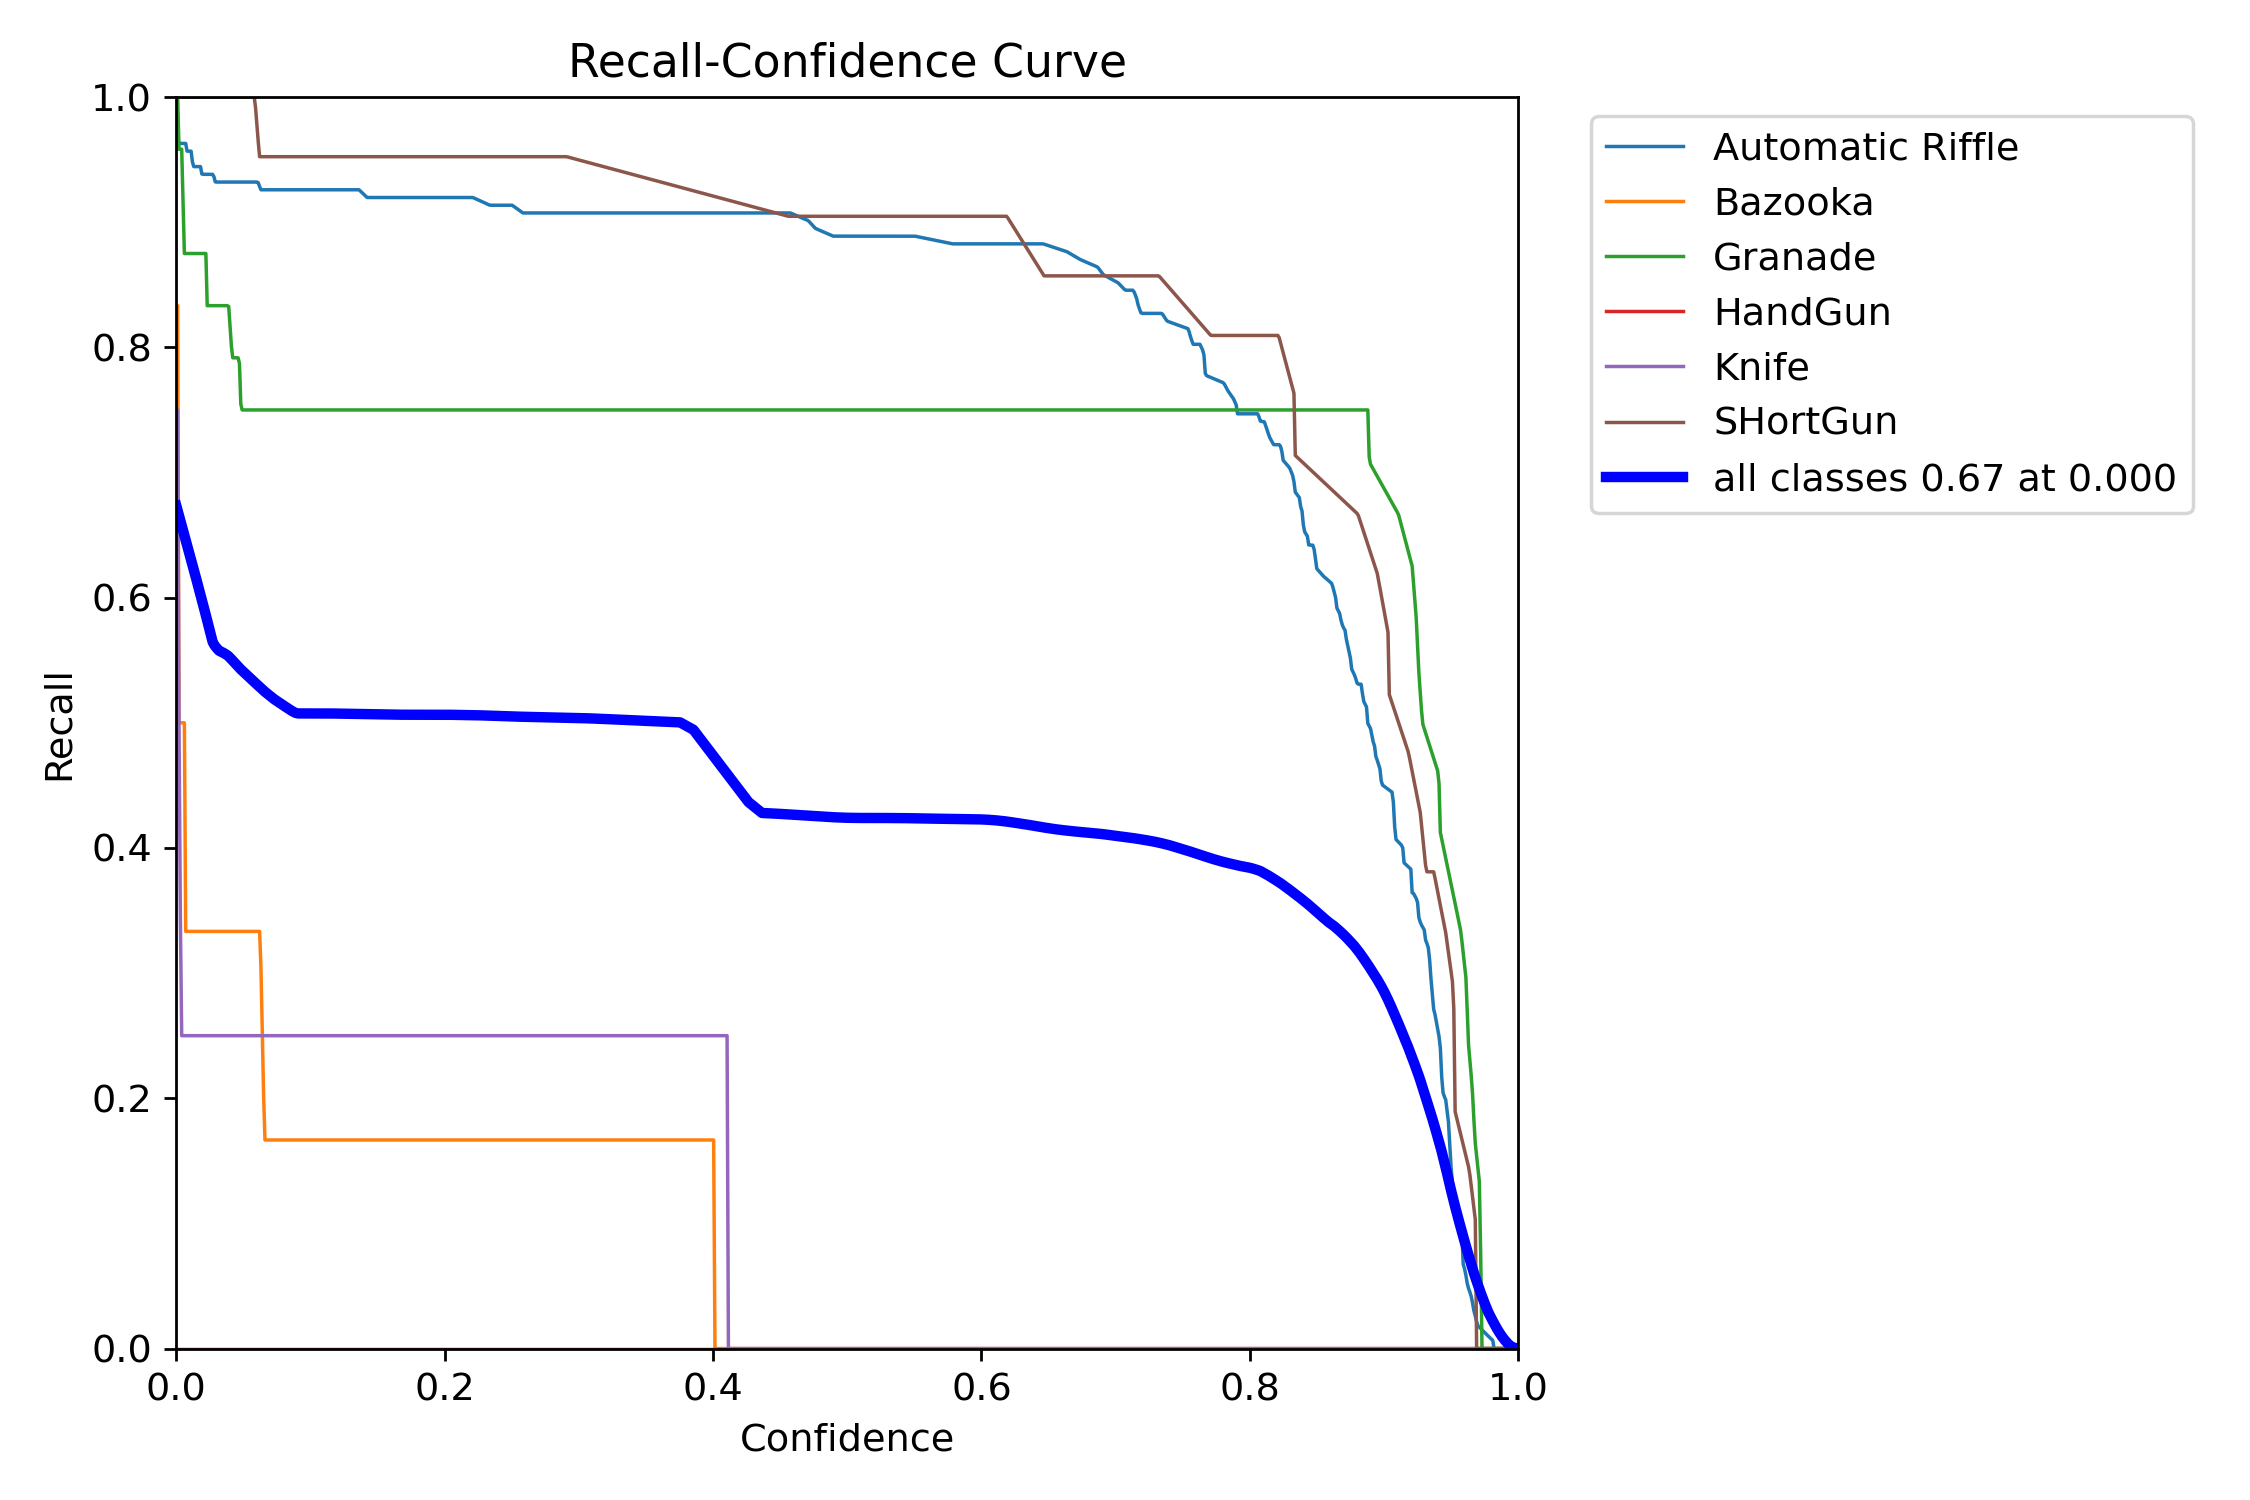 Recall-Confidence Curve
1.0
0.8
0.6
0.4
0.2
0.0
Recall
0.0 0.2 0.4 0.6 0.8 1.0
Confidence
Automatic Riffle
Bazooka
Granade
HandGun
Knife
SHortGun
all classes 0.67 at 0.000